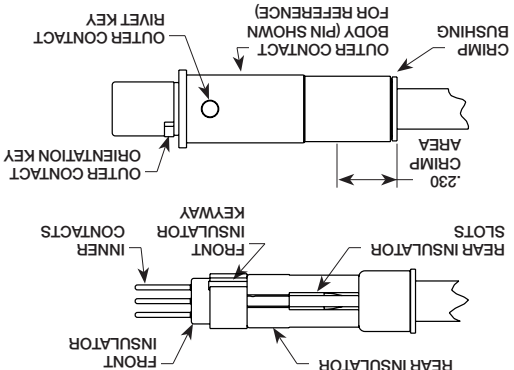 REAR INSULATOR
FRONT
INSULATOR
REAR INSULATOR
SLOTS
FRONT
INSULATOR
KEYWAY
INNER
CONTACTS
.230
CRIMP
AREA
OUTER CONTACT
ORIENTATION KEY
CRIMP
BUSHING
OUTER CONTACT
BODY (PIN SHOWN
FOR REFERENCE)
OUTER CONTACT
RIVET KEY